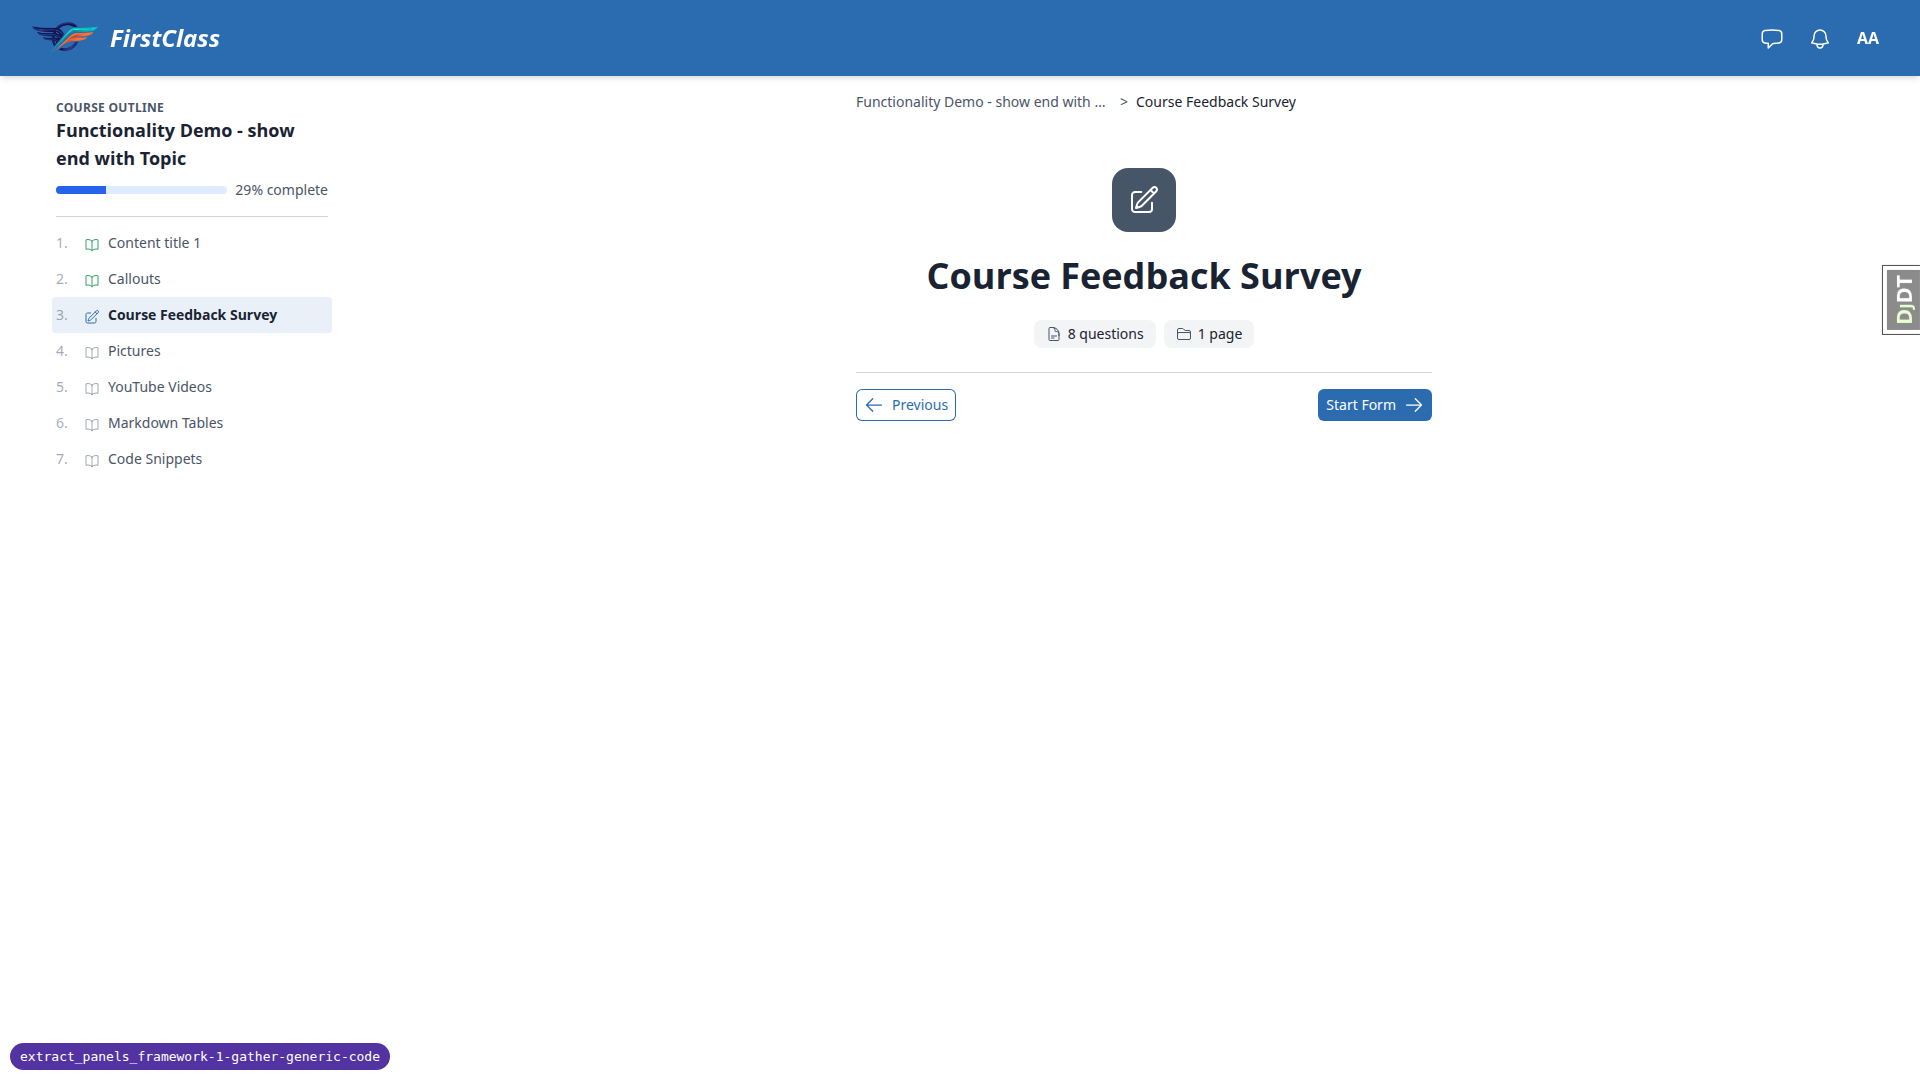 FirstClass
AA
COURSE OUTLINE
Functionality Demo - show
end with Topic
29% complete
1. Content title 1
2. Callouts
3. Course Feedback Survey
4. Pictures
5. YouTube Videos
6. Markdown Tables
7. Code Snippets
Functionality Demo - show end with ... > Course Feedback Survey
Course Feedback Survey
8 questions 1 page
Previous
Start Form
DjDT
extract_panels_framework-1-gather-generic-code